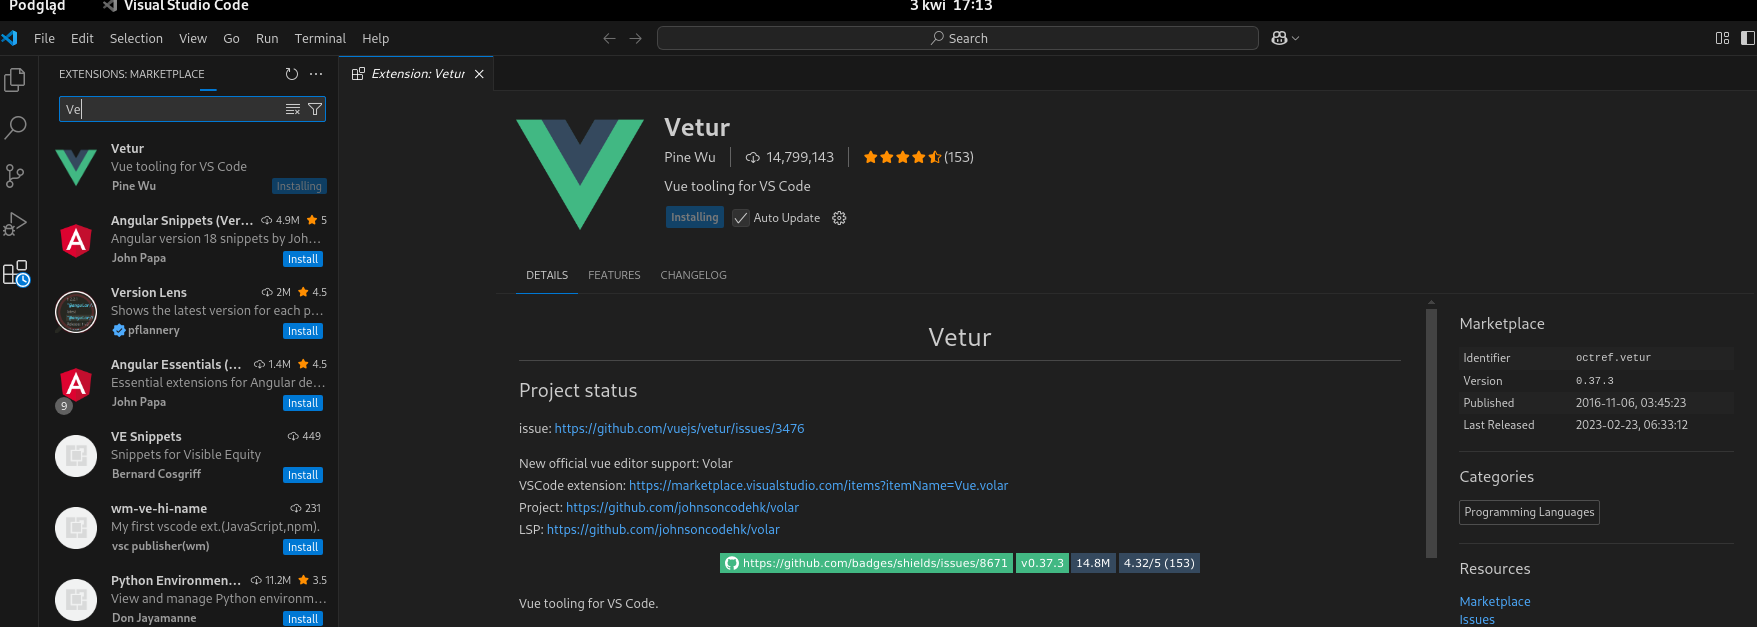 Podgląd
Visual Studio Code
3 kwi 17:13
File Edit Selection View Go Run Terminal Help
Search
EXTENSIONS: MARKETPLACE
Ve
Vetur
Vue tooling for VS Code
Pine Wu
Installing
Angular Snippets (Ver... 4.9M 5
Angular version 18 snippets by Joh...
John Papa
Install
Version Lens 2M 4.5
Shows the latest version for each p...
pflannery
Install
Angular Essentials (... 1.4M 4.5
Essential extensions for Angular de...
9
John Papa
Install
VE Snippets 449
Snippets for Visible Equity
Bernard Cosgriff
Install
wm-ve-hi-name 231
My first vscode ext.(JavaScript,npm).
vsc publisher(wm)
Install
Python Environmen... 11.2M 3.5
View and manage Python environm...
Don Jayamanne
Install
Extension: Vetur
Vetur
Pine Wu 14,799,143 (153)
Vue tooling for VS Code
Installing Auto Update
DETAILS FEATURES CHANGELOG
Vetur
Project status
issue: https://github.com/vuejs/vetur/issues/3476
New official vue editor support: Volar
VSCode extension: https://marketplace.visualstudio.com/items?itemName=Vue.volar
Project: https://github.com/johnsoncodehk/volar
LSP: https://github.com/johnsoncodehk/volar
https://github.com/badges/shields/issues/8671 v0.37.3 14.8M 4.32/5 (153)
Vue tooling for VS Code.
Marketplace
Identifier octref.vetur
Version 0.37.3
Published 2016-11-06, 03:45:23
Last Released 2023-02-23, 06:33:12
Categories
Programming Languages
Resources
Marketplace
Issues